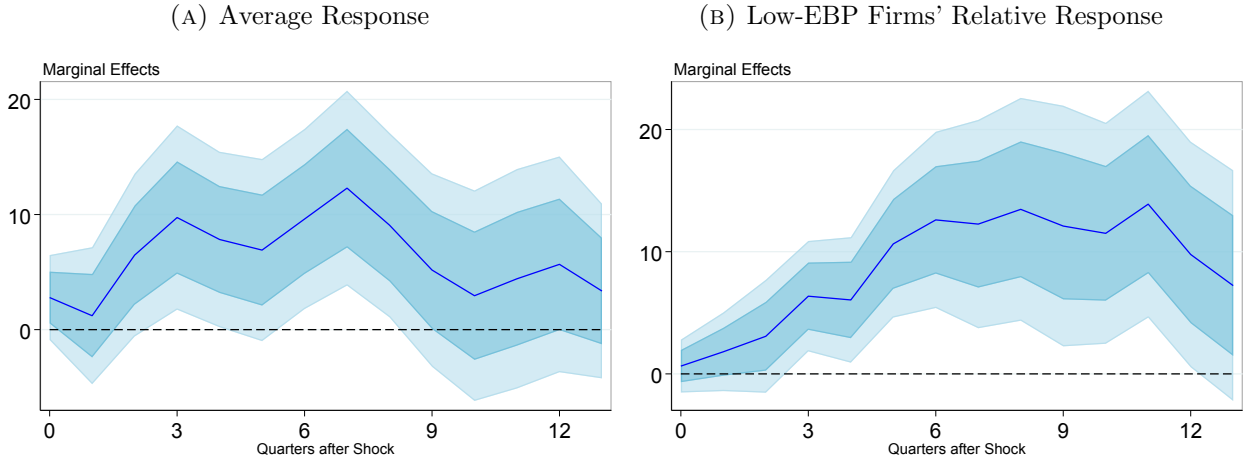 (A) Average Response
Marginal Effects
20
10
0
0 3 6 9 12
Quarters after Shock
(B) Low-EBP Firms' Relative Response
Marginal Effects
20
10
0
0 3 6 9 12
Quarters after Shock